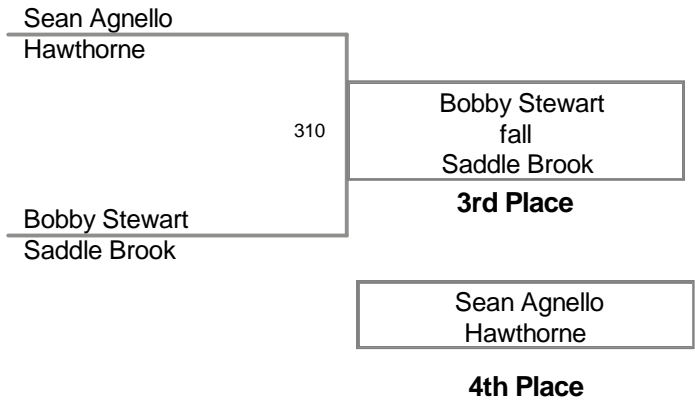 Sean Agnello
Hawthorne
310
Bobby Stewart
fall
Saddle Brook
3rd Place
Bobby Stewart
Saddle Brook
Sean Agnello
Hawthorne
4th Place